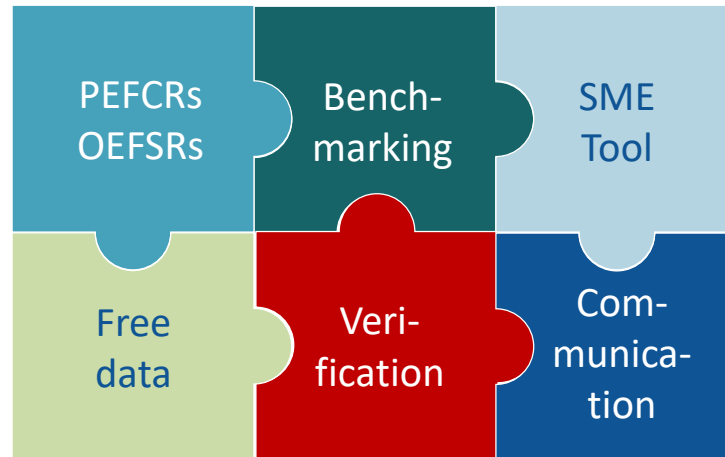 PEFCRs
OEFSRs
Bench-
marking
SME
Tool
Free
data
Veri-
fication
Com-
munica-
tion